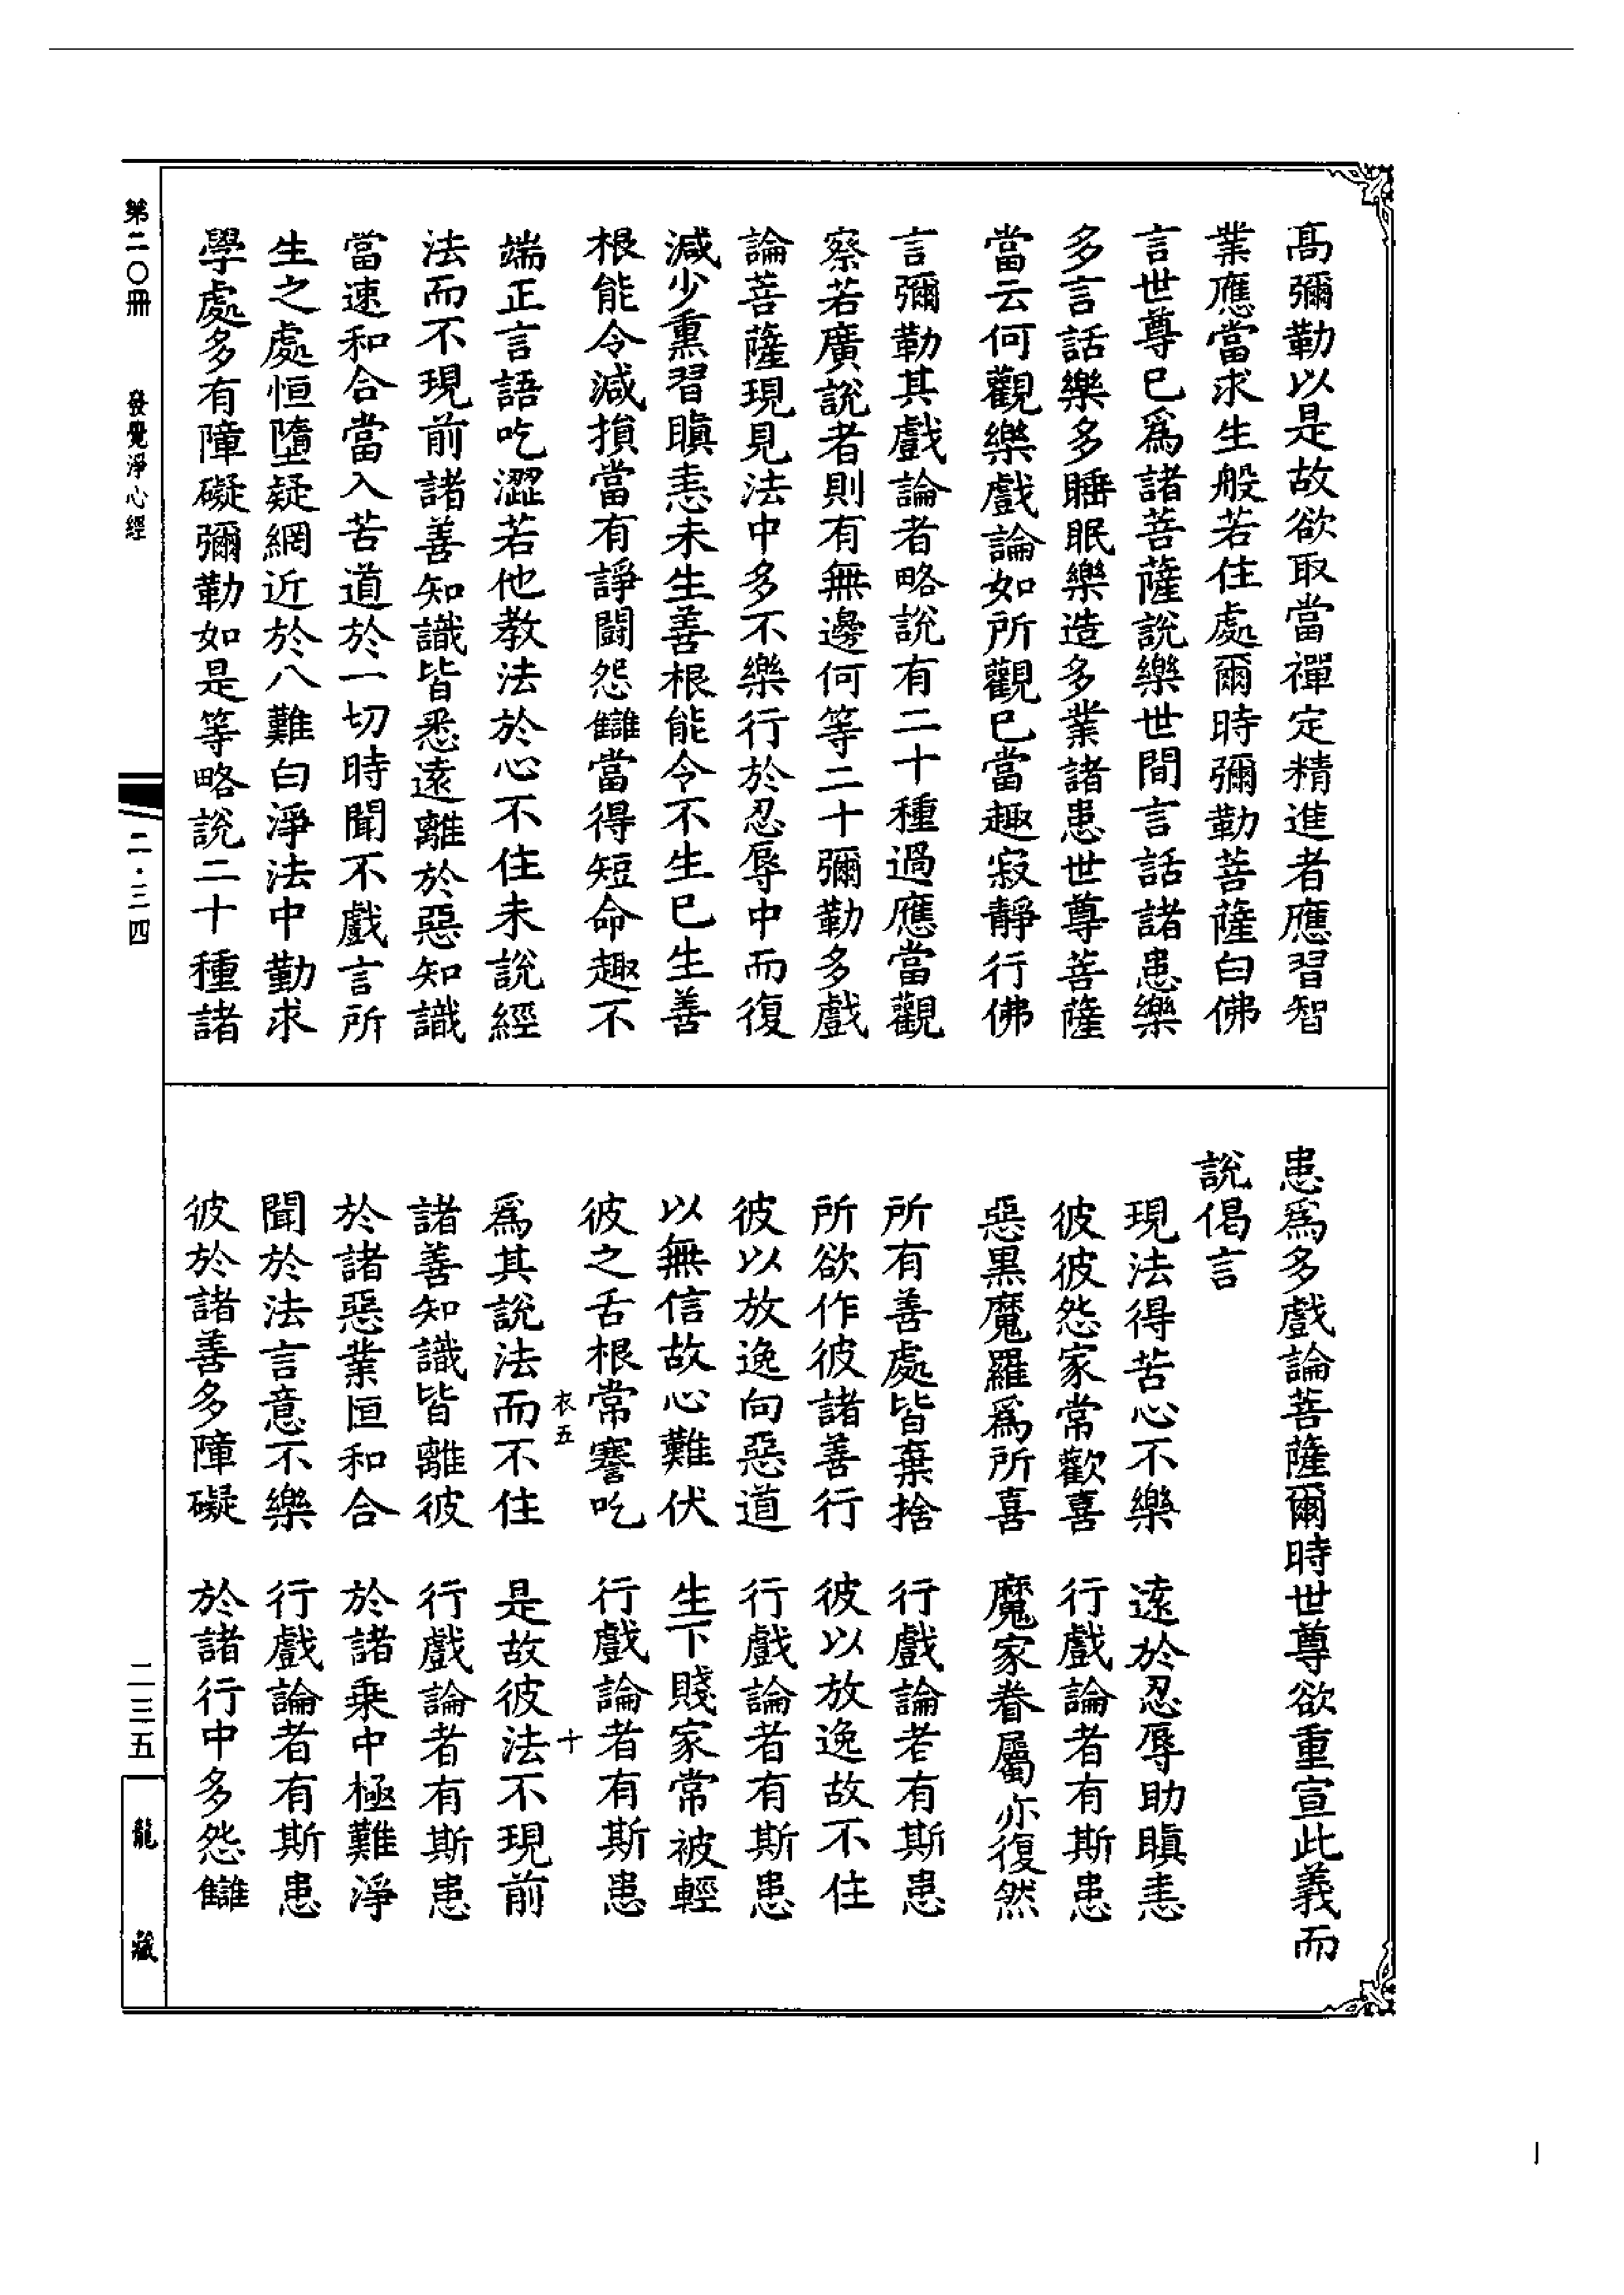 高彌勒以是故欲取當禪定精進者應習智
業應當求生般若住處爾時彌勒菩薩白佛
言世尊已爲諸菩薩說樂世間言話諸患樂
多言話樂多睡眠樂造多業諸患世尊菩薩
當云何觀樂戲論如所觀已當趣寂靜行佛
言彌勒其戲論者略說有二十種過應當觀
察若廣說者則有無邊何等二十彌勒多戲
論菩薩現見法中多不樂行於忍辱中而復
減少熏習瞋恚未生善根能令不生已生善
根能令減損當有諍鬪怨讎當得短命趣不
端正言語吃澀若他教法於心不住未說經
法而不現前諸善知識皆悉遠離於惡知識
當速和合當入苦道於一切時聞不戲言所
生之處恒墮疑網近於八難白淨法中勤求
學處多有障礙彌勒如是等略說二十種諸
患爲多戲論菩薩爾時世尊欲重宣此義而
說偈言
現法得苦心不樂　遠於忍辱助瞋恚
彼彼怨家常歡喜　行戲論者有斯患
惡黑魔羅爲所喜　魔家眷屬亦復然
所有善處皆棄捨　行戲論者有斯患
所欲作彼諸善行　彼以放逸故不住
彼以放逸向惡道　行戲論者有斯患
以無信故心難伏　生下賤家常被輕
彼之舌根常謇吃　行戲論者有斯患
衣五　十
爲其說法而不住　是故彼法不現前
諸善知識皆離彼　行戲論者有斯患
於諸惡業恒和合　於諸乘中極難淨
聞於法言意不樂　行戲論者有斯患
彼於諸善多障礙　於諸行中多怨讎
第二〇冊　發覺淨心經　二·三四　二三五　龍藏